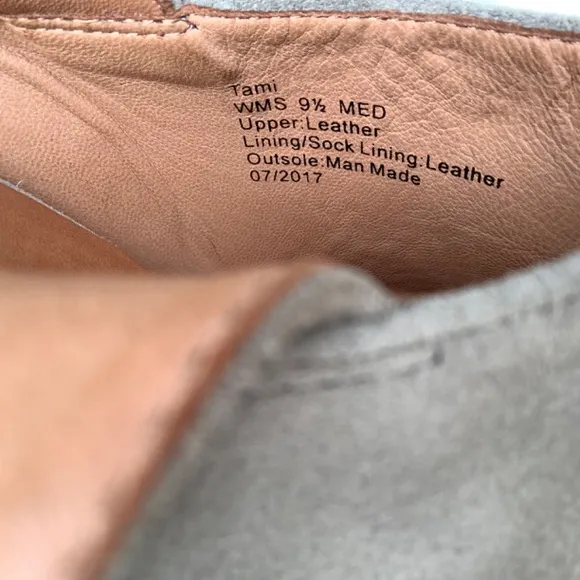 Tami
WMS 9½ MED
Upper:Leather
Lining/Sock Lining:Leather
Outsole:Man Made
07/2017